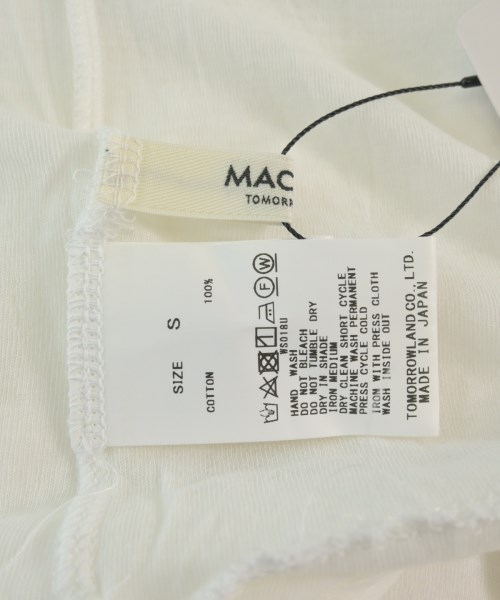 MAC
TOMORR
SIZE S
COTTON 100%
WS018U
HAND WASH
DO NOT BLEACH
DO NOT TUMBLE DRY
DRY IN SHADE
IRON MEDIUM
DRY CLEAN SHORT CYCLE
MACHINE WASH PERMANENT
PRESS CYCLE COLD
IRON WITH PRESS CLOTH
WASH INSIDE OUT
TOMORROWLAND CO., LTD.
MADE IN JAPAN